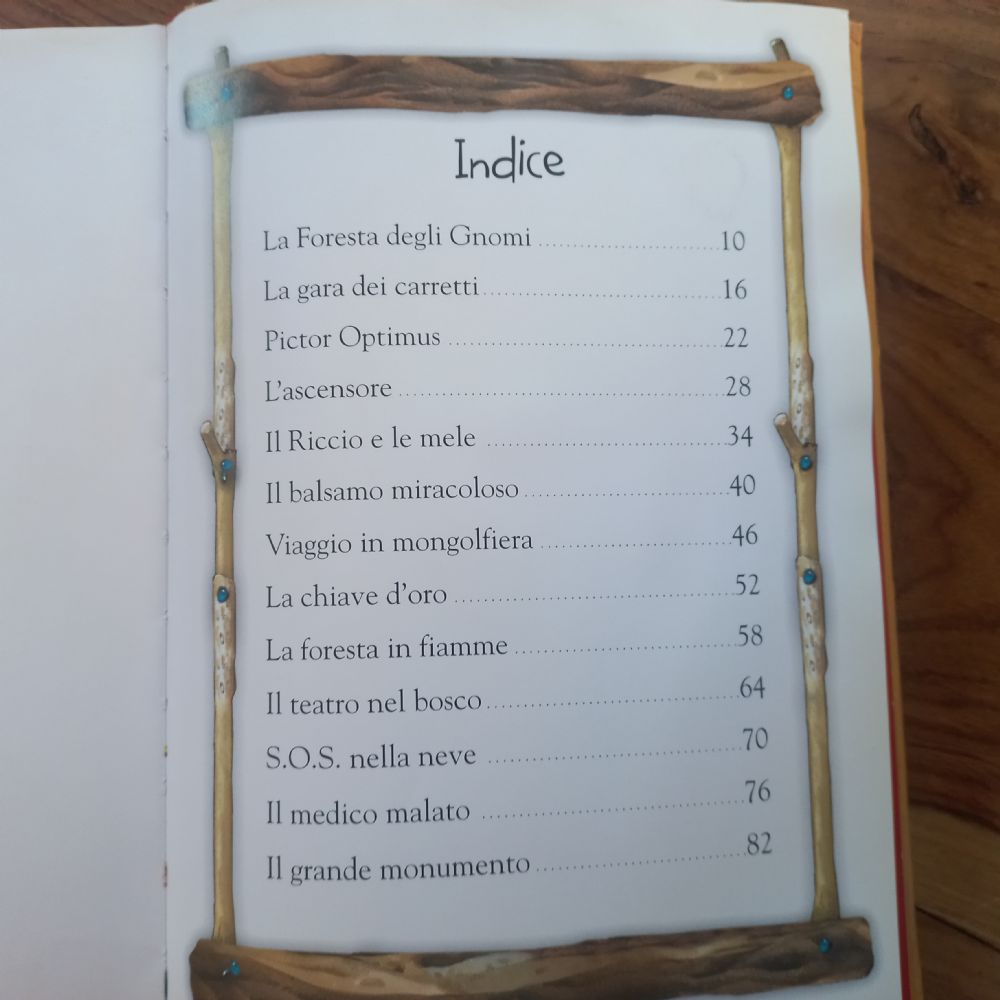 Indice
La Foresta degli Gnomi ........................ 10
La gara dei carretti ................................ 16
Pictor Optimus ..................................... 22
L'ascensore ............................................ 28
Il Riccio e le mele ................................. 34
Il balsamo miracoloso ........................... 40
Viaggio in mongolfiera ......................... 46
La chiave d'oro ..................................... 52
La foresta in fiamme ............................. 58
Il teatro nel bosco ................................. 64
S.O.S. nella neve .................................. 70
Il medico malato ................................... 76
Il grande monumento ........................... 82